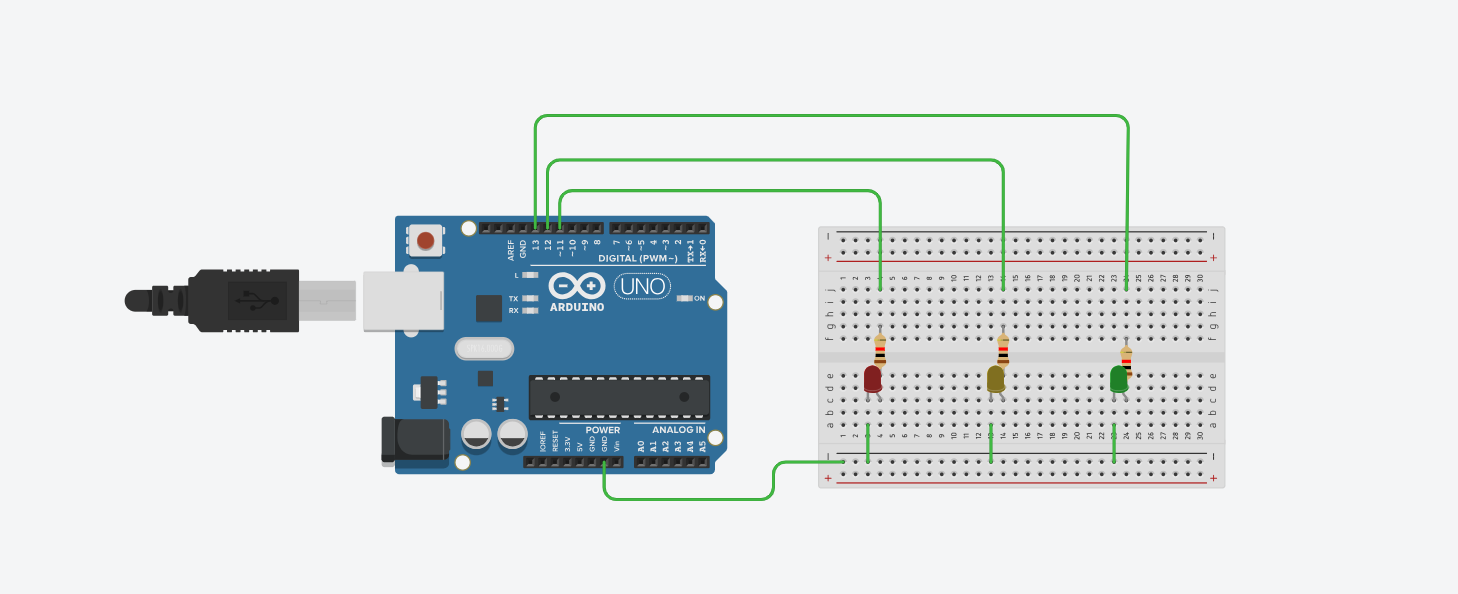 AREF
GND
13
12
~11
~10
~9
8
7
~6
~5
4
~3
2
TX→1
RX←0
DIGITAL (PWM~)
L
TX
RX
ARDUINO
UNO
ON
POWER
ANALOG IN
IOREF
RESET
3.3V
5V
GND
GND
Vin
A0
A1
A2
A3
A4
A5
− −
+ +
1 2 3 4 5 6 7 8 9 10 11 12 13 14 15 16 17 18 19 20 21 22 23 24 25 26 27 28 29 30
j j
i i
h h
g g
f f
e e
d d
c c
b b
a a
1 2 3 4 5 6 7 8 9 10 11 12 13 14 15 16 17 18 19 20 21 22 23 24 25 26 27 28 29 30
− −
+ +